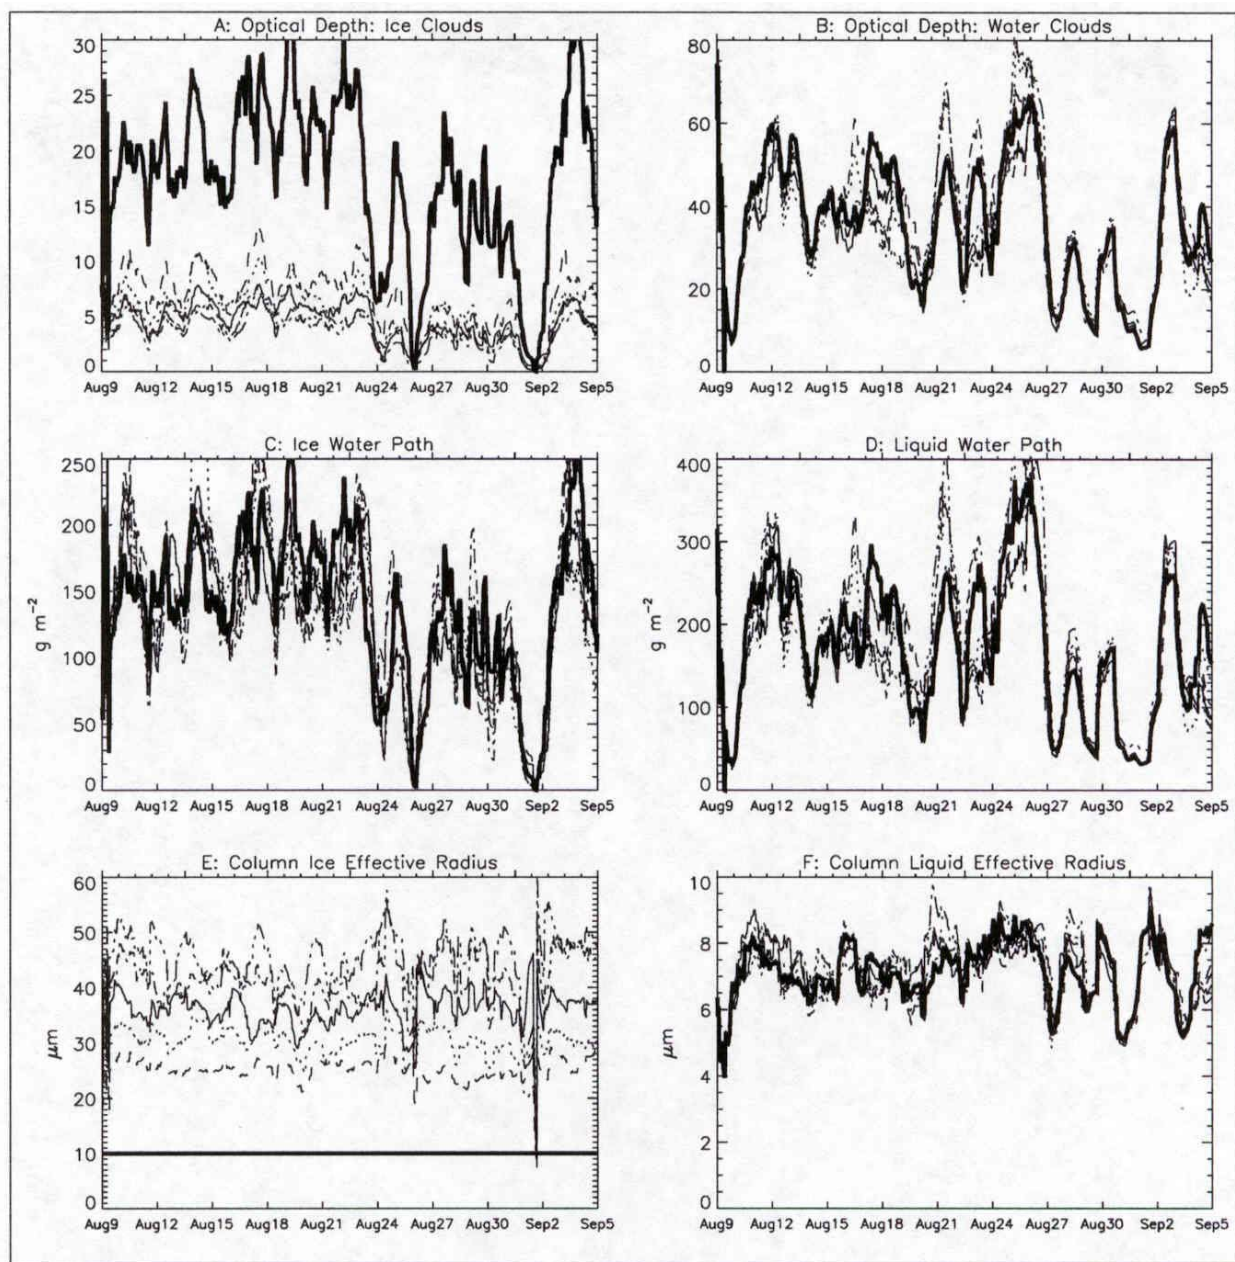 A: Optical Depth: Ice Clouds
30
25
20
15
10
5
0
Aug9 Aug12 Aug15 Aug18 Aug21 Aug24 Aug27 Aug30 Sep2 Sep5
B: Optical Depth: Water Clouds
80
60
40
20
0
Aug9 Aug12 Aug15 Aug18 Aug21 Aug24 Aug27 Aug30 Sep2 Sep5
C: Ice Water Path
250
200
150
100
50
0
g m⁻²
Aug9 Aug12 Aug15 Aug18 Aug21 Aug24 Aug27 Aug30 Sep2 Sep5
D: Liquid Water Path
400
300
200
100
0
g m⁻²
Aug9 Aug12 Aug15 Aug18 Aug21 Aug24 Aug27 Aug30 Sep2 Sep5
E: Column Ice Effective Radius
60
50
40
30
20
10
0
μm
Aug9 Aug12 Aug15 Aug18 Aug21 Aug24 Aug27 Aug30 Sep2 Sep5
F: Column Liquid Effective Radius
10
8
6
4
2
0
μm
Aug9 Aug12 Aug15 Aug18 Aug21 Aug24 Aug27 Aug30 Sep2 Sep5